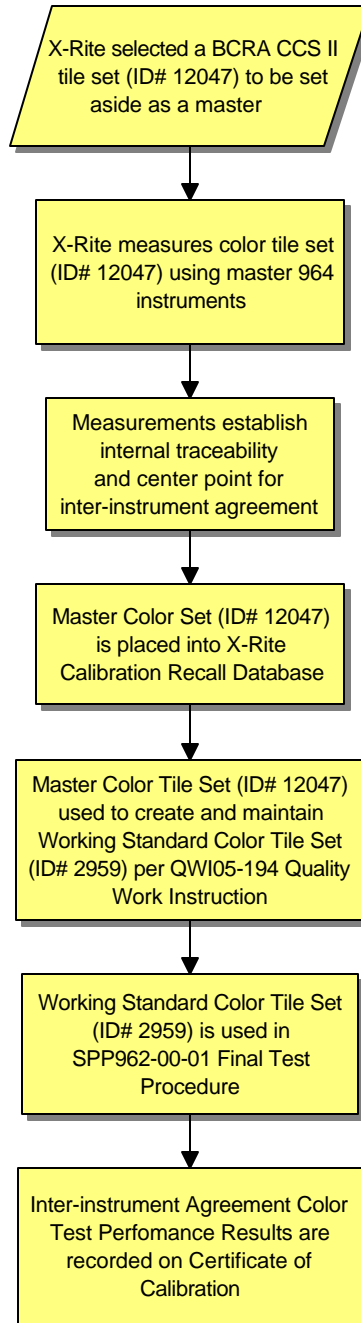 X-Rite selected a BCRA CCS II
tile set (ID# 12047) to be set
aside as a master
X-Rite measures color tile set
(ID# 12047) using master 964
instruments
Measurements establish
internal traceability
and center point for
inter-instrument agreement
Master Color Set (ID# 12047)
is placed into X-Rite
Calibration Recall Database
Master Color Tile Set (ID# 12047)
used to create and maintain
Working Standard Color Tile Set
(ID# 2959) per QWI05-194 Quality
Work Instruction
Working Standard Color Tile Set
(ID# 2959) is used in
SPP962-00-01 Final Test
Procedure
Inter-instrument Agreement Color
Test Perfomance Results are
recorded on Certificate of
Calibration